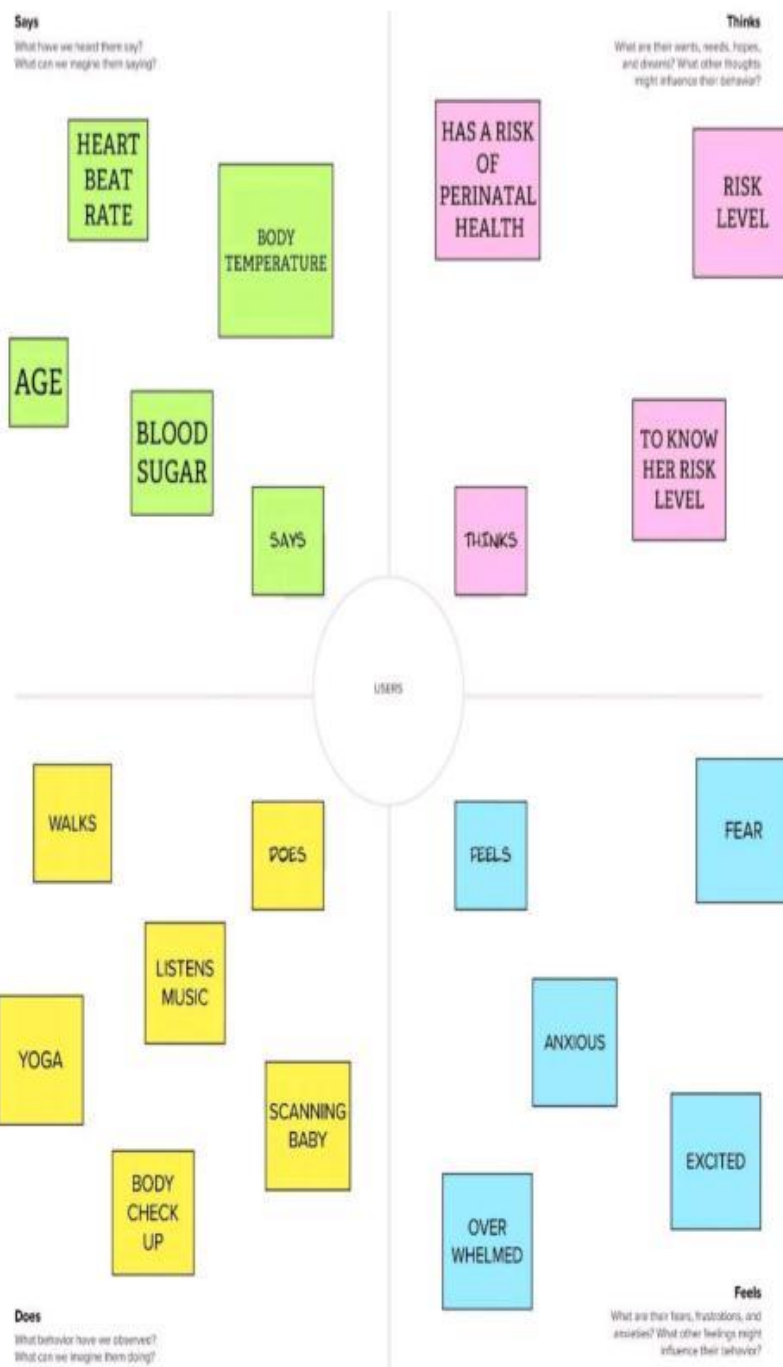 Says
What have we heard them say?
What can we imagine them saying?
HEART
BEAT
RATE
BODY
TEMPERATURE
AGE
BLOOD
SUGAR
SAYS
Thinks
What are their wants, needs, hopes,
and dreams? What other thoughts
might influence their behavior?
HAS A RISK
OF
PERINATAL
HEALTH
RISK
LEVEL
TO KNOW
HER RISK
LEVEL
THINKS
USERS
WALKS
DOES
LISTENS
MUSIC
YOGA
SCANNING
BABY
BODY
CHECK
UP
Does
What behavior have we observed?
What can we imagine them doing?
FEELS
FEAR
ANXIOUS
EXCITED
OVER
WHELMED
Feels
What are their fears, frustrations, and
anxieties? What other feelings might
influence their behavior?